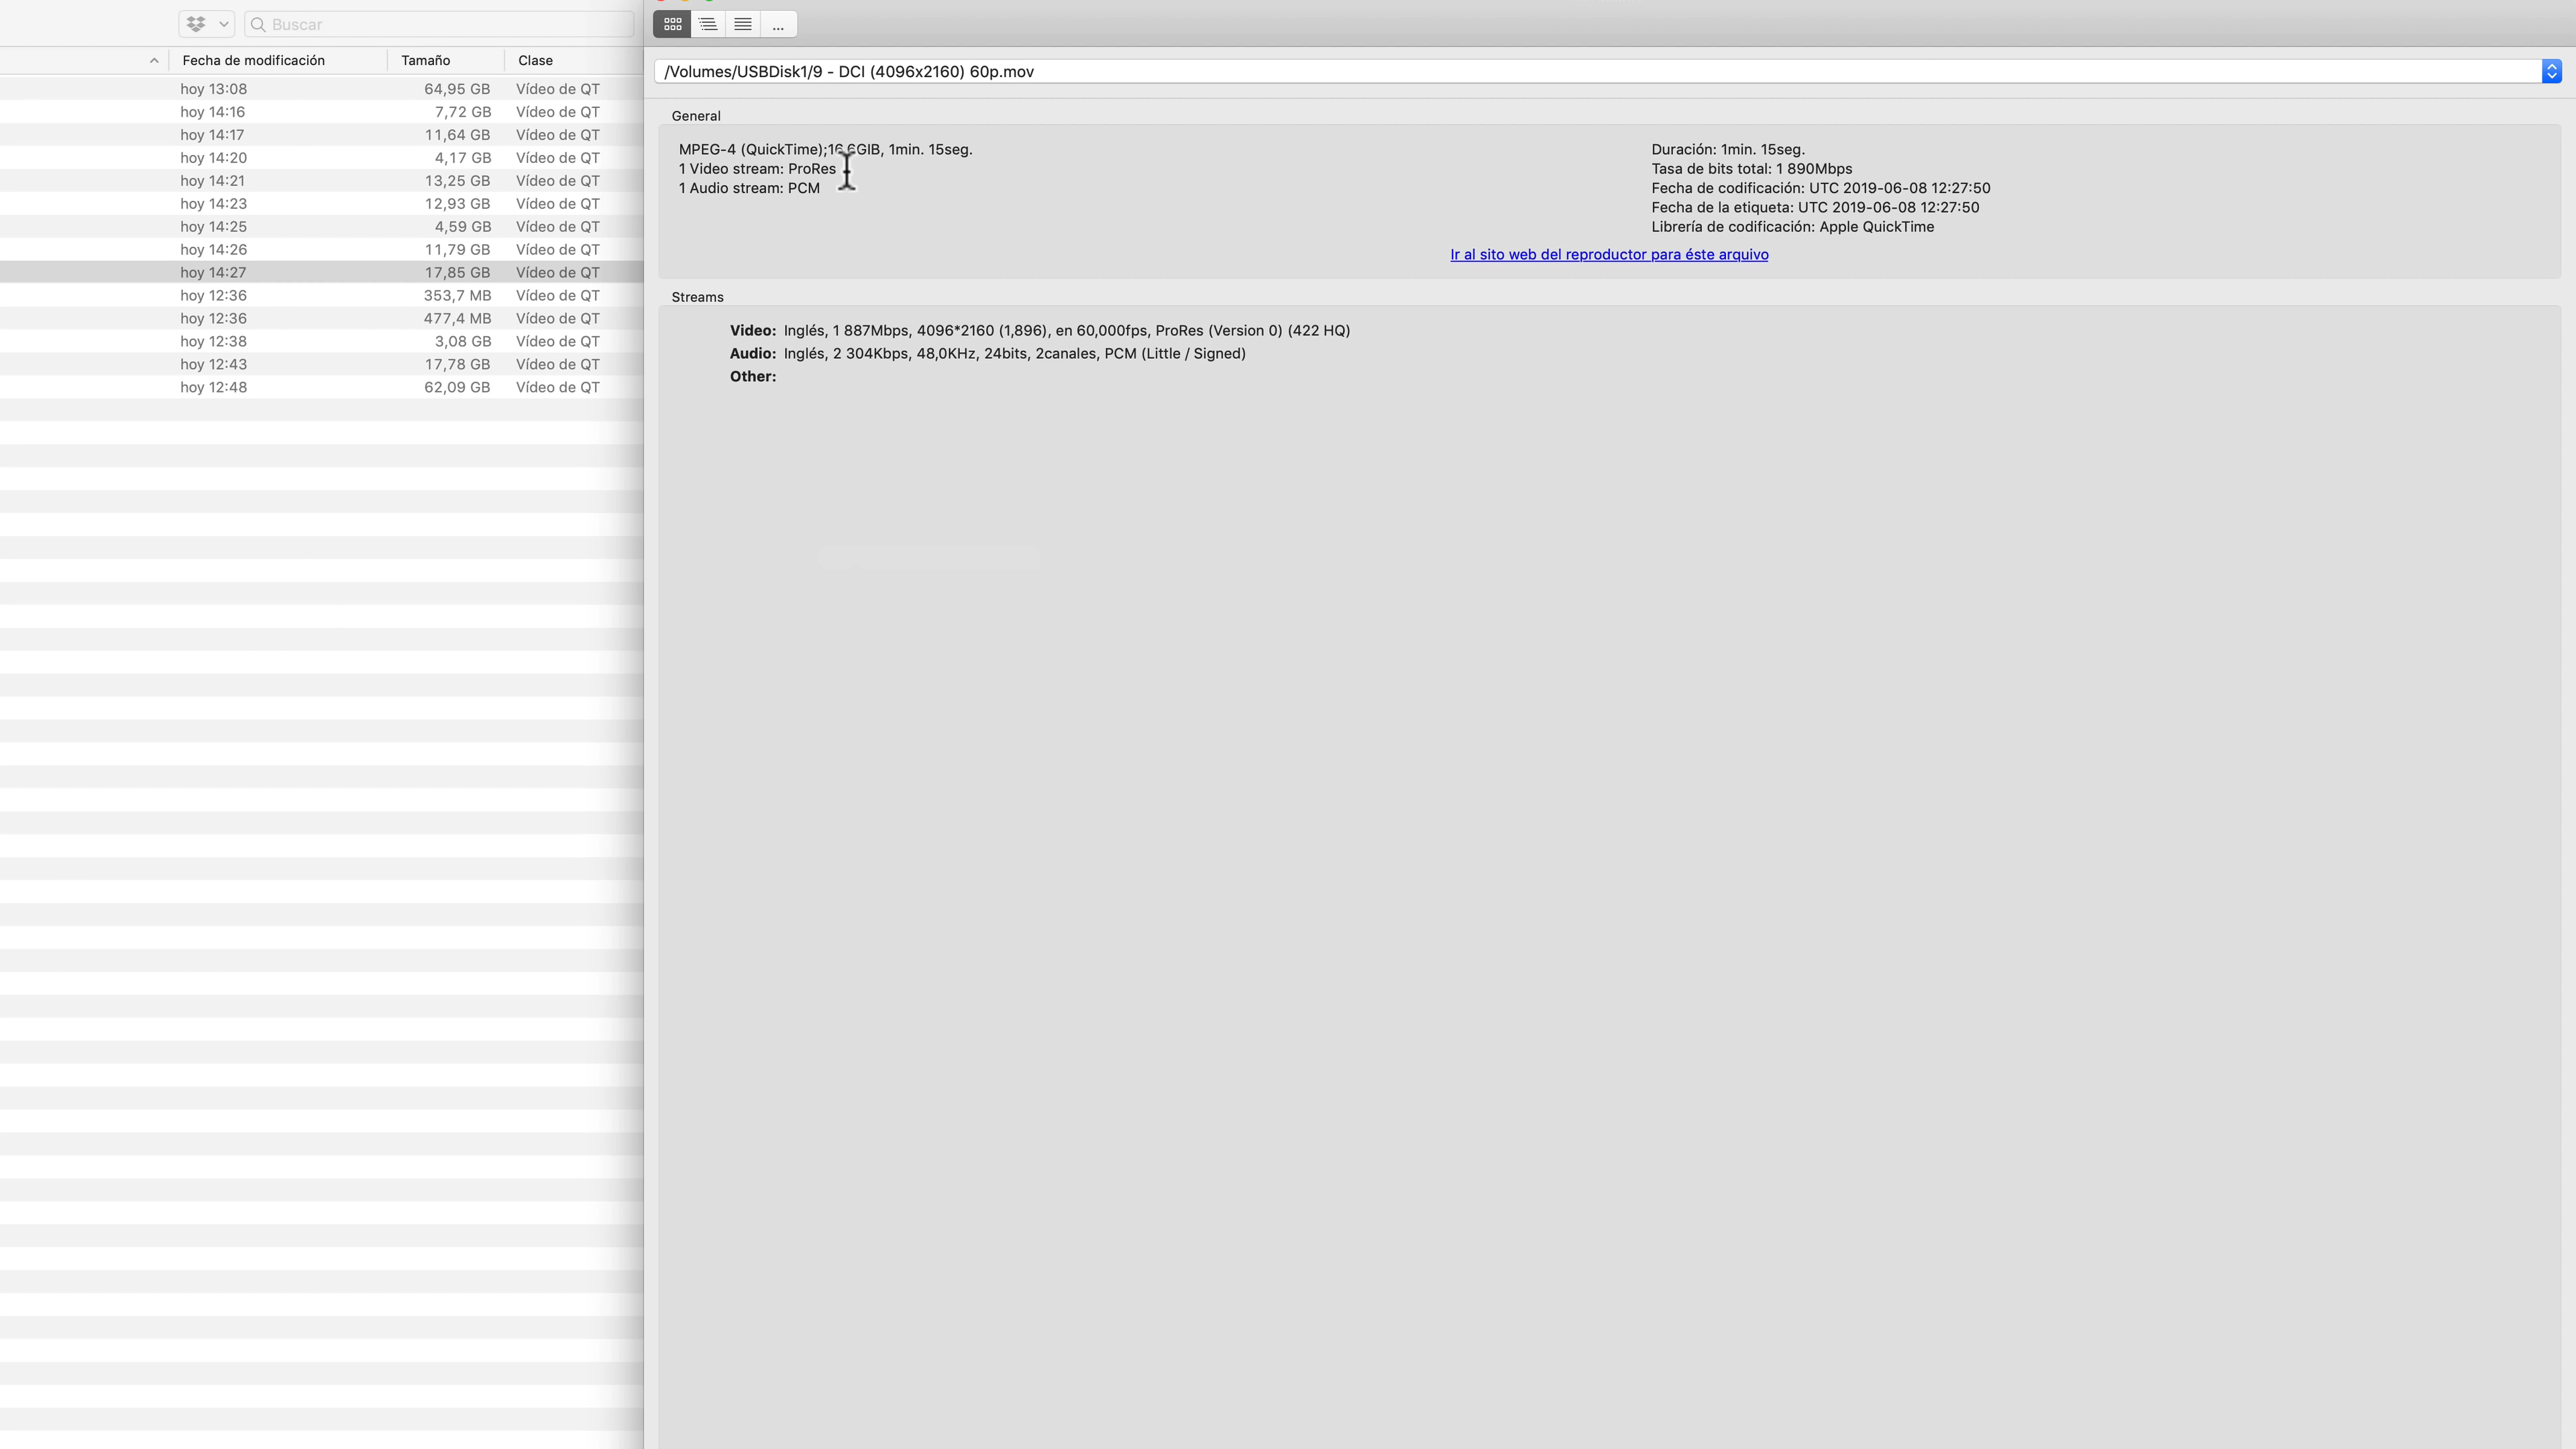 Buscar
Fecha de modificación Tamaño Clase
hoy 13:08 64,95 GB Vídeo de QT
hoy 14:16 7,72 GB Vídeo de QT
hoy 14:17 11,64 GB Vídeo de QT
hoy 14:20 4,17 GB Vídeo de QT
hoy 14:21 13,25 GB Vídeo de QT
hoy 14:23 12,93 GB Vídeo de QT
hoy 14:25 4,59 GB Vídeo de QT
hoy 14:26 11,79 GB Vídeo de QT
hoy 14:27 17,85 GB Vídeo de QT
hoy 12:36 353,7 MB Vídeo de QT
hoy 12:36 477,4 MB Vídeo de QT
hoy 12:38 3,08 GB Vídeo de QT
hoy 12:43 17,78 GB Vídeo de QT
hoy 12:48 62,09 GB Vídeo de QT
...
/Volumes/USBDisk1/9 - DCI (4096x2160) 60p.mov
General
MPEG-4 (QuickTime);16,6GIB, 1min. 15seg.
1 Video stream: ProRes
1 Audio stream: PCM
Duración: 1min. 15seg.
Tasa de bits total: 1 890Mbps
Fecha de codificación: UTC 2019-06-08 12:27:50
Fecha de la etiqueta: UTC 2019-06-08 12:27:50
Librería de codificación: Apple QuickTime
Ir al sito web del reproductor para éste arquivo
Streams
Video: Inglés, 1 887Mbps, 4096*2160 (1,896), en 60,000fps, ProRes (Version 0) (422 HQ)
Audio: Inglés, 2 304Kbps, 48,0KHz, 24bits, 2canales, PCM (Little / Signed)
Other: